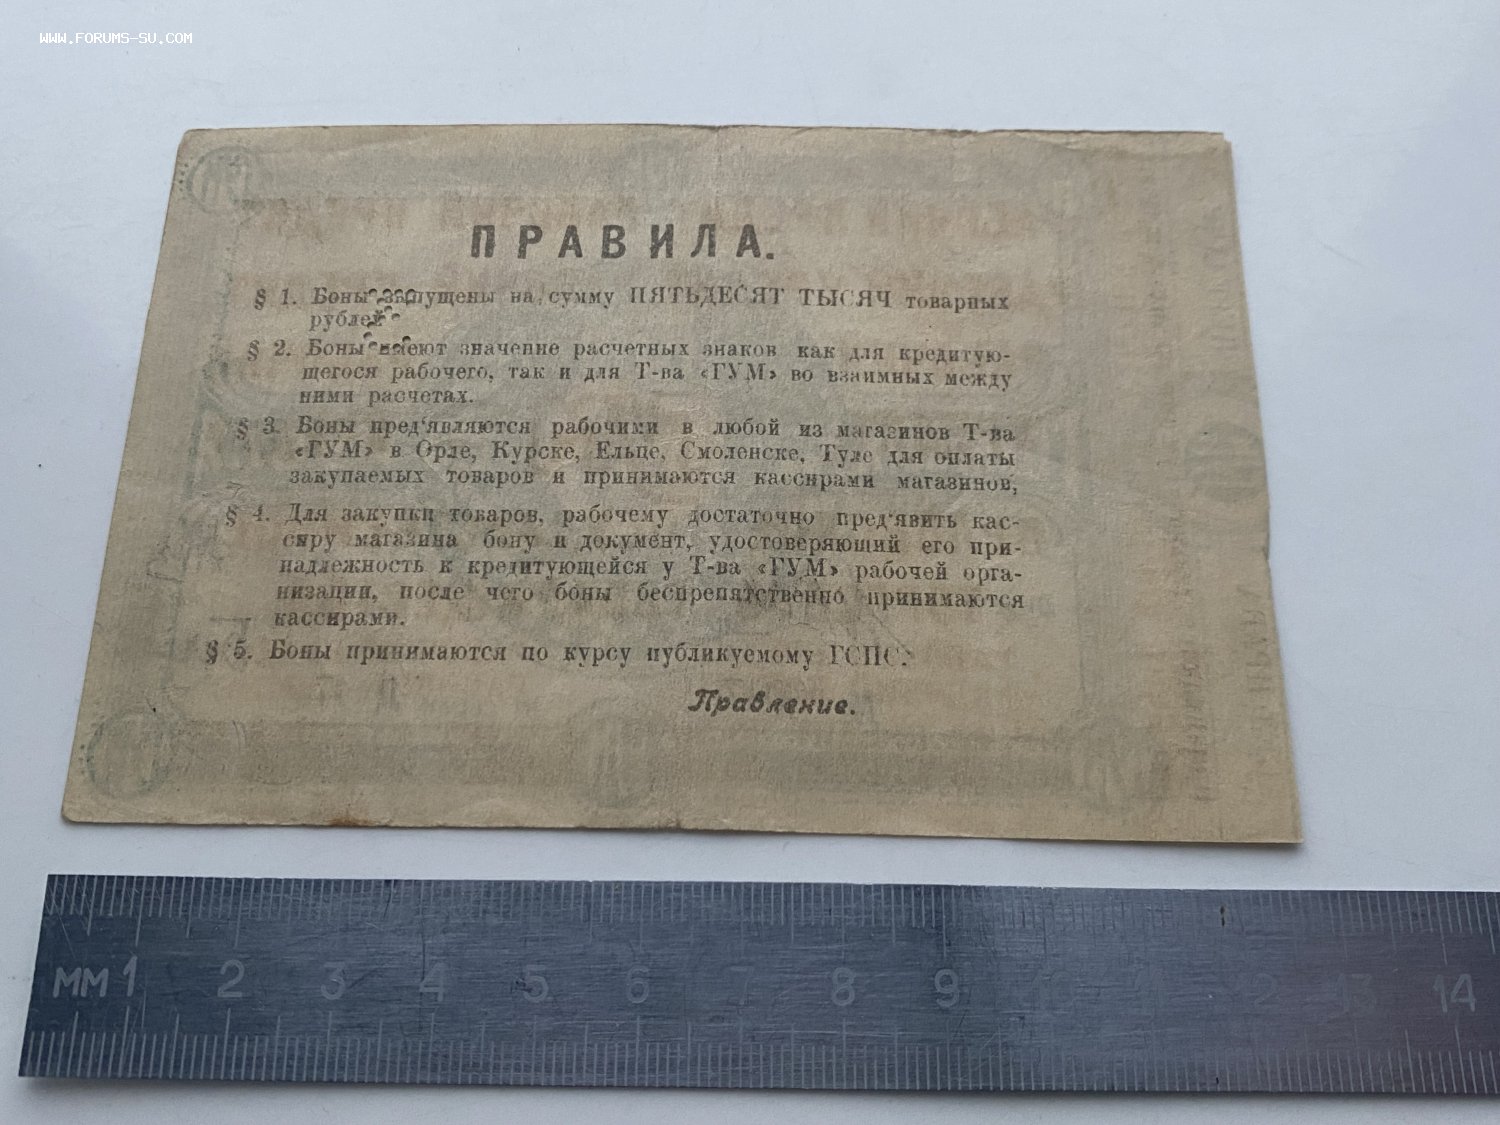 WWW.FORUMS-SU.COM
ПРАВИЛА.
§ 1. Боны запущены на сумму ПЯТЬДЕСЯТ ТЫСЯЧ товарных
рублей
§ 2. Боны имеют значение расчетных знаков как для кредитую-
щегося рабочего, так и для Т-ва «ГУМ» во взаимных между
ними расчетах.
§ 3. Боны пред‘являются рабочими в любой из магазинов Т-ва
«ГУМ» в Орле, Курске, Ельце, Смоленске, Туле для оплаты
закупаемых товаров и принимаются кассирами магазинов,
§ 4. Для закупки товаров, рабочему достаточно пред‘явить кас-
сиру магазина бону и документ, удостоверяющий его при-
надлежность к кредитующейся у Т-ва «ГУМ» рабочей орга-
низации, после чего боны беспрепятственно принимаются
кассирами.
§ 5. Боны принимаются по курсу публикуемому ГСПС.
Правление.
мм 1 2 3 4 5 6 7 8 9 10 11 12 13 14